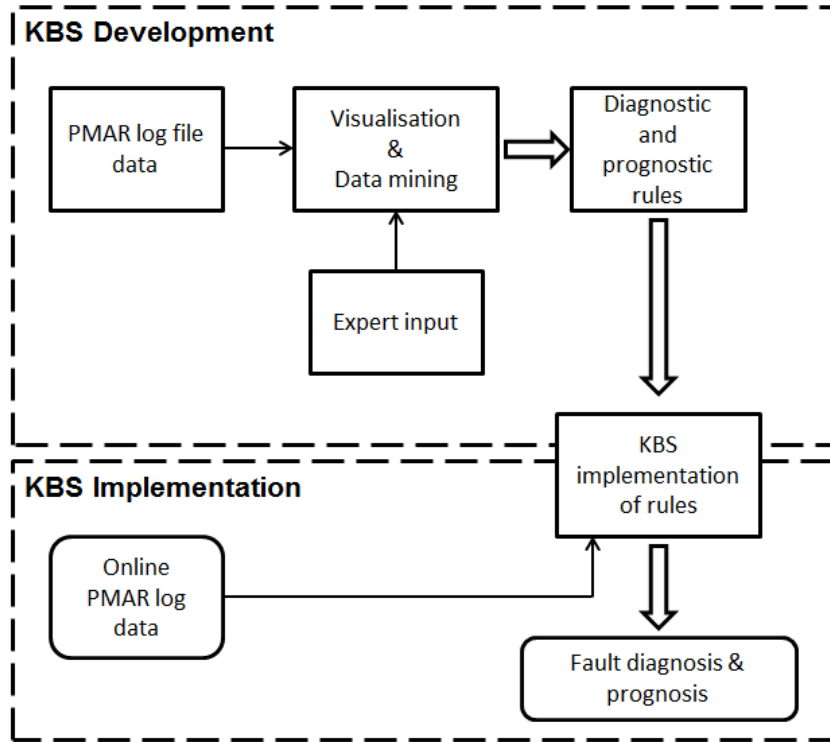 KBS Development
PMAR log file
data
Visualisation
&
Data mining
Diagnostic
and
prognostic
rules
Expert input
KBS
implementation
of rules
KBS Implementation
Online
PMAR log
data
Fault diagnosis &
prognosis